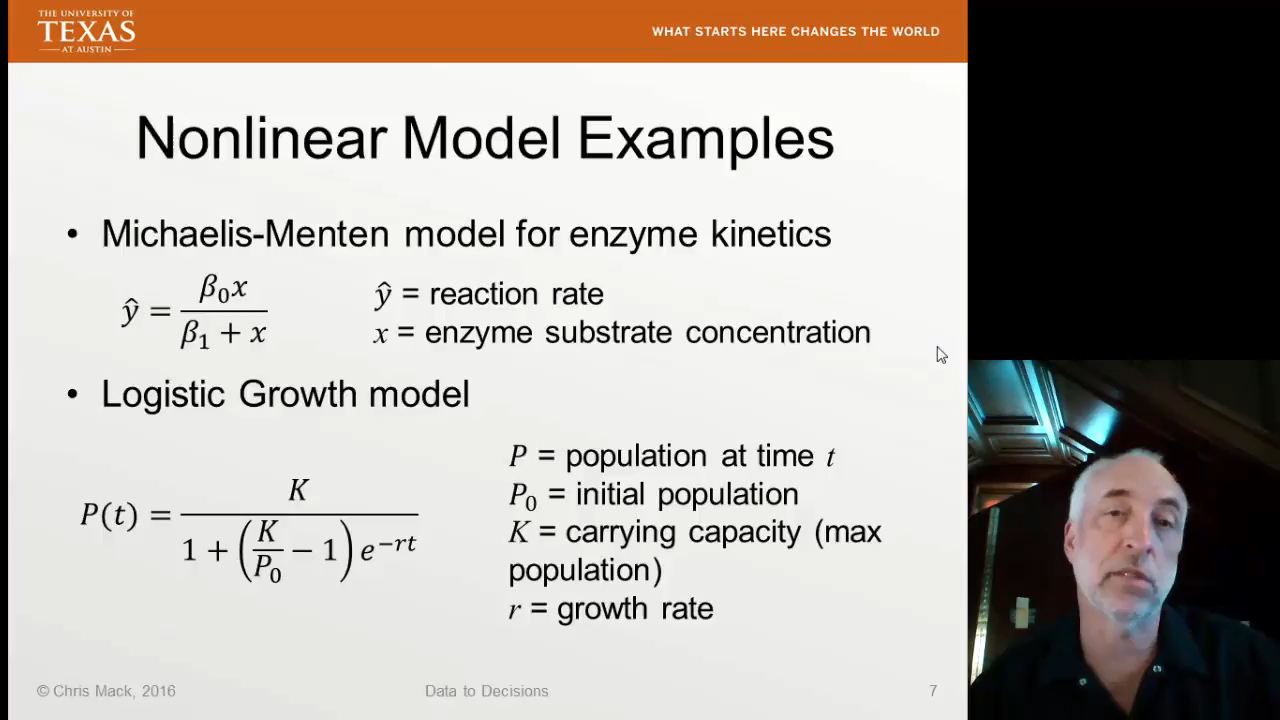 THE UNIVERSITY OF
TEXAS
AT AUSTIN
WHAT STARTS HERE CHANGES THE WORLD
Nonlinear Model Examples
• Michaelis-Menten model for enzyme kinetics
ŷ = β₀x / (β₁ + x)
ŷ = reaction rate
x = enzyme substrate concentration
• Logistic Growth model
P(t) = K / (1 + (K/P₀ − 1) e^(−rt))
P = population at time t
P₀ = initial population
K = carrying capacity (max
population)
r = growth rate
© Chris Mack, 2016
Data to Decisions
7